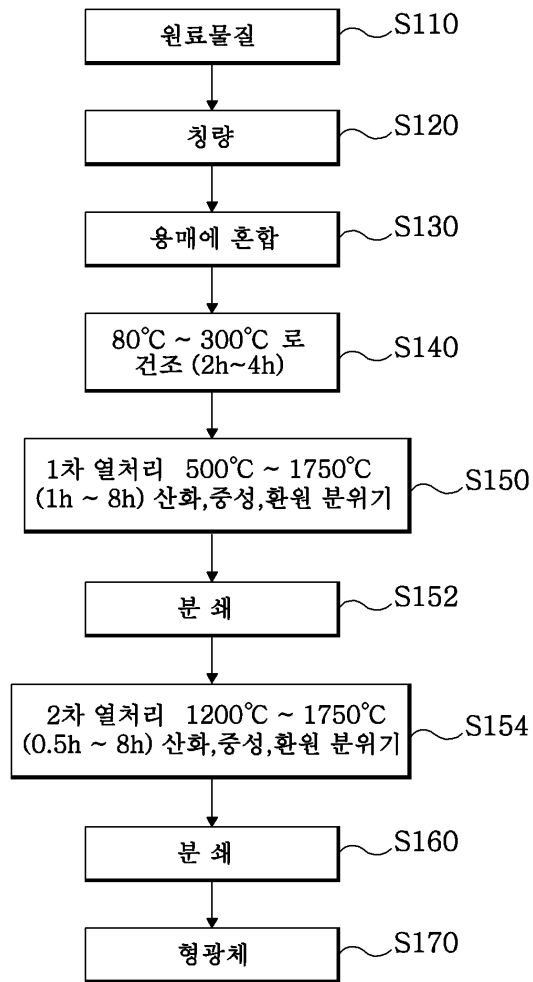 원료물질
S110
칭량
S120
용매에 혼합
S130
80℃ ~ 300℃ 로
건조 (2h~4h)
S140
1차 열처리 500℃ ~ 1750℃
(1h ~ 8h) 산화,중성,환원 분위기
S150
분 쇄
S152
2차 열처리 1200℃ ~ 1750℃
(0.5h ~ 8h) 산화,중성,환원 분위기
S154
분 쇄
S160
형광체
S170